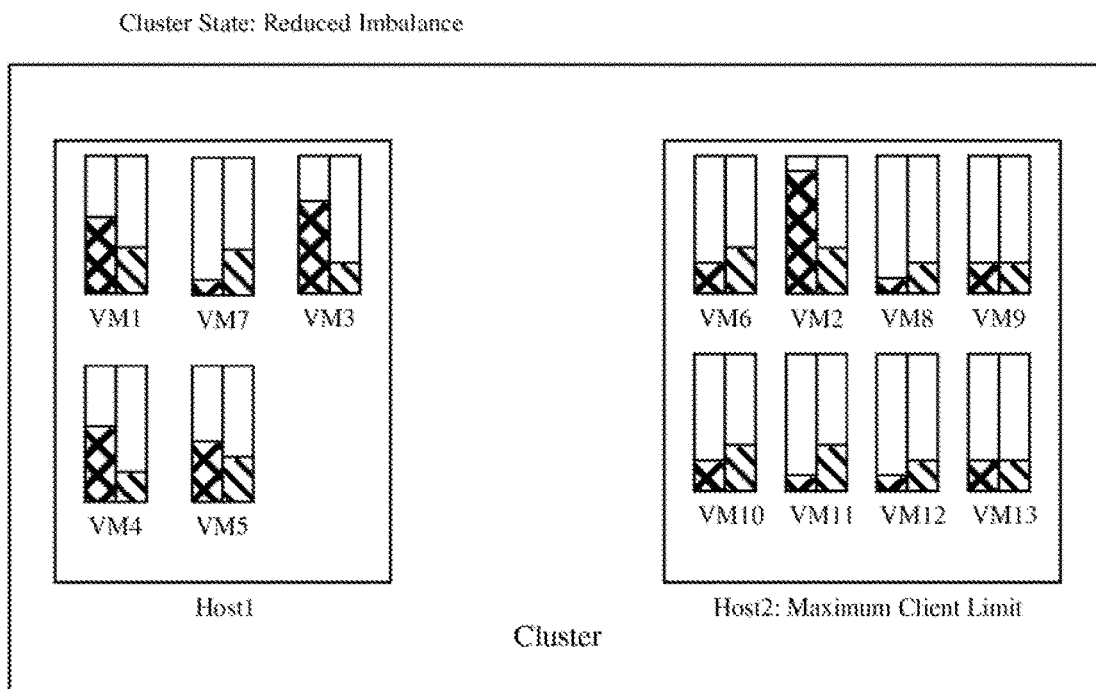 Cluster State: Reduced Imbalance
VM1 VM7 VM3
VM4 VM5
Host1
VM6 VM2 VM8 VM9
VM10 VM11 VM12 VM13
Host2: Maximum Client Limit
Cluster